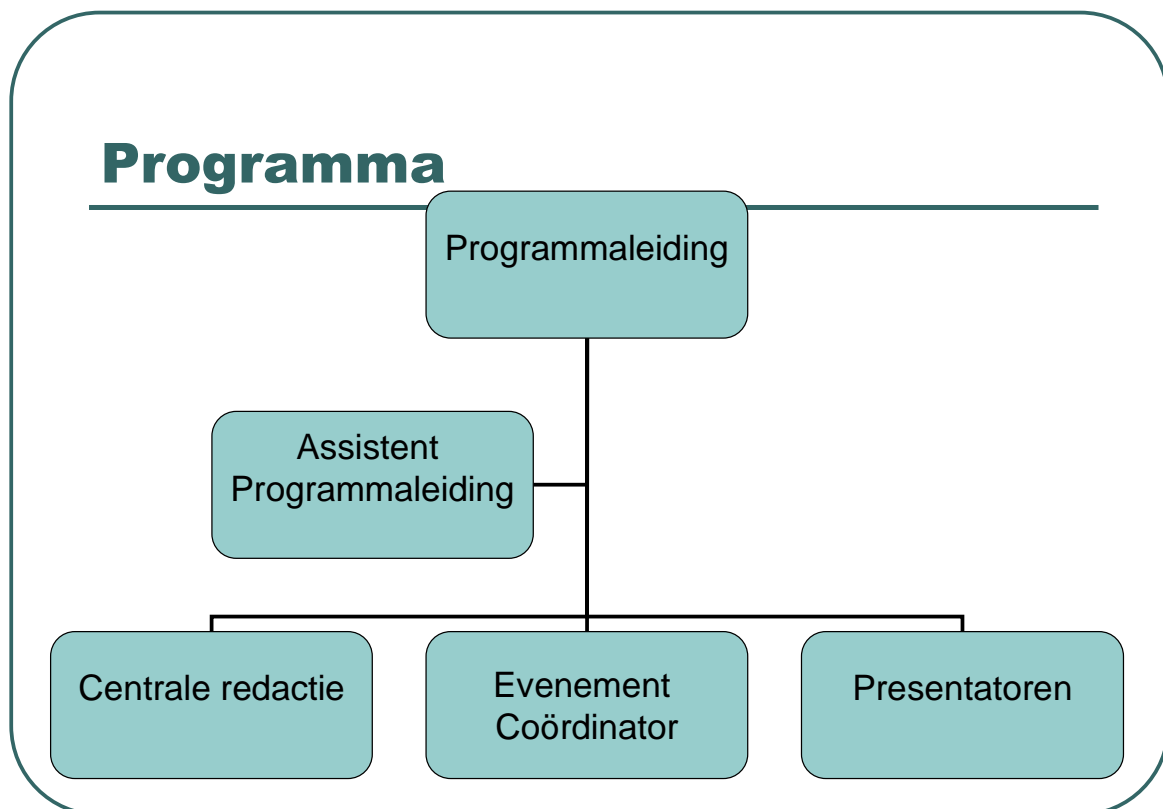 Programma
Programmaleiding
Assistent
Programmaleiding
Centrale redactie
Evenement
Coördinator
Presentatoren